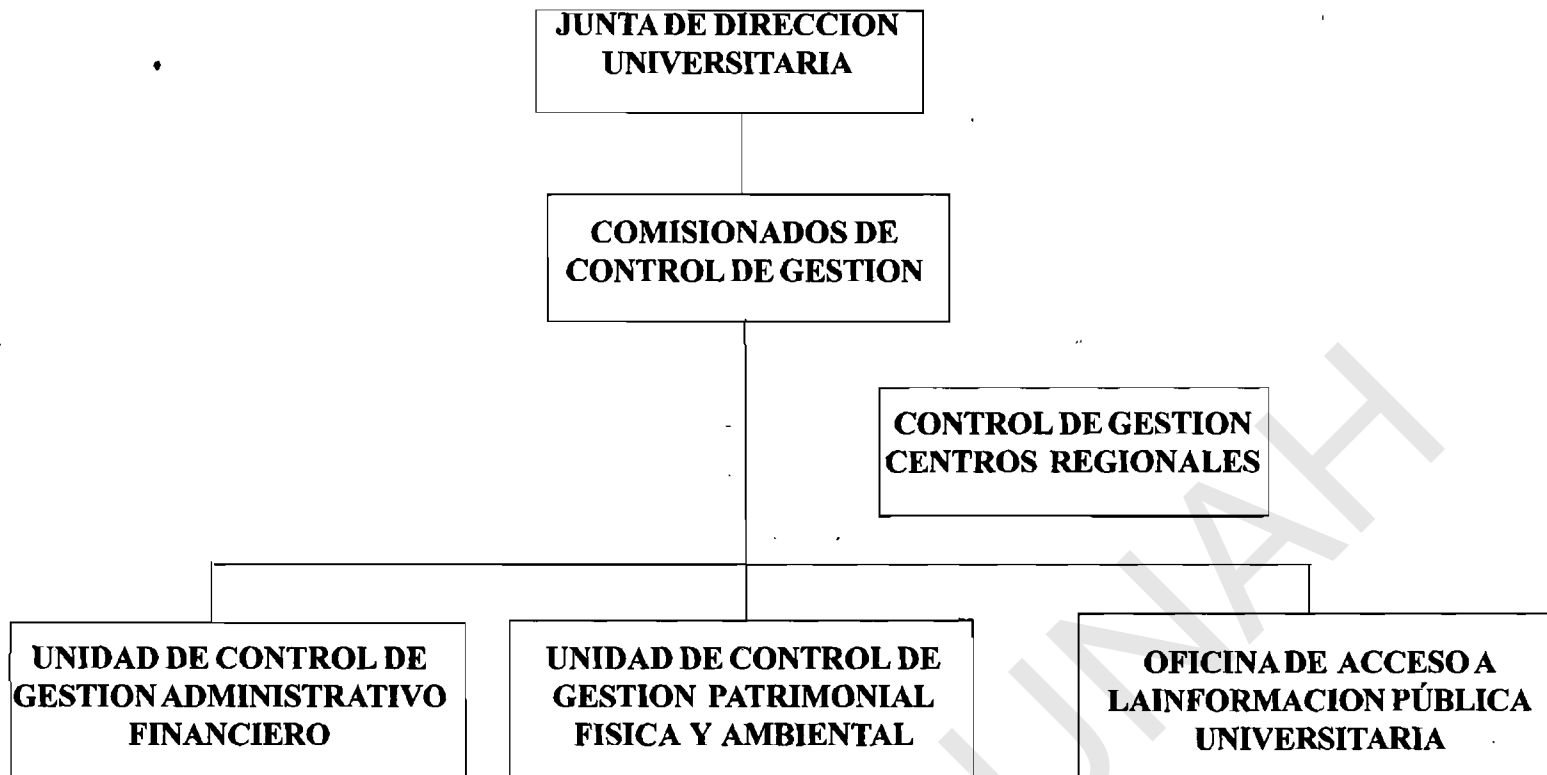 JUNTA DE DIRECCION
UNIVERSITARIA
COMISIONADOS DE
CONTROL DE GESTION
CONTROL DE GESTION
CENTROS REGIONALES
UNIDAD DE CONTROL DE
GESTION ADMINISTRATIVO
FINANCIERO
UNIDAD DE CONTROL DE
GESTION PATRIMONIAL
FISICA Y AMBIENTAL
OFICINA DE ACCESO A
LAINFORMACION PÚBLICA
UNIVERSITARIA
UNAH